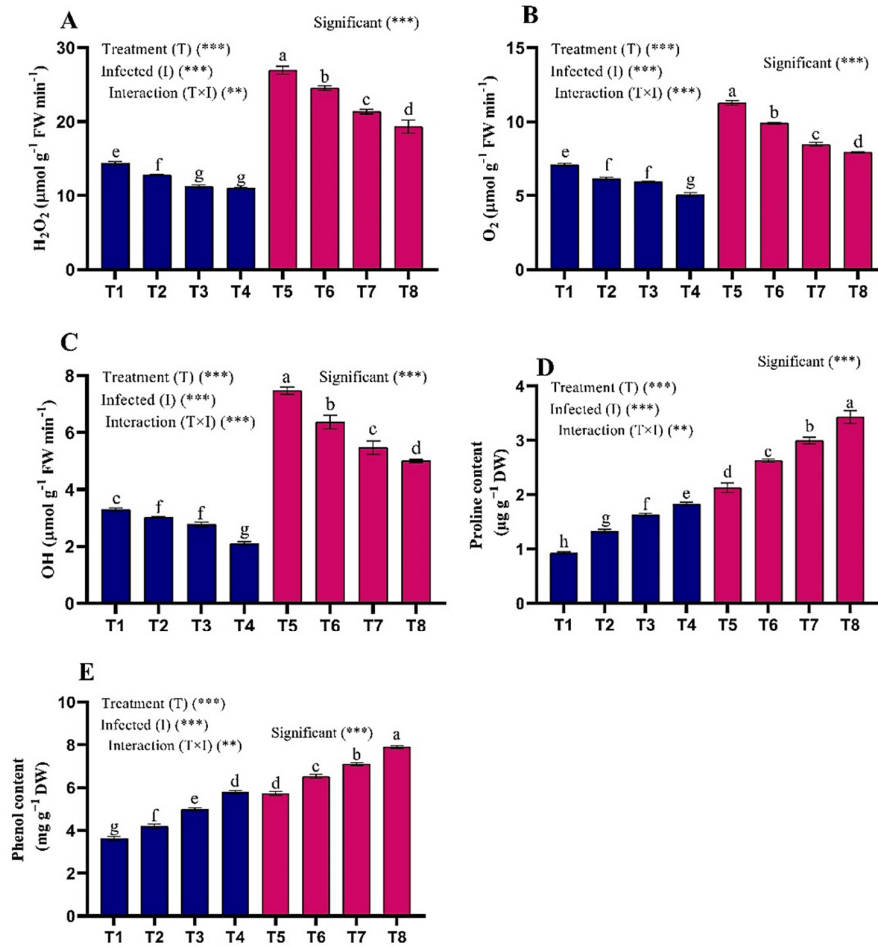 A
Significant (***)
Treatment (T) (***)
Infected (I) (***)
Interaction (T×I) (**)
H₂O₂ (µmol g⁻¹ FW min⁻¹)
30
20
10
0
e f g g a b c d
T1 T2 T3 T4 T5 T6 T7 T8
B
Treatment (T) (***)
Infected (I) (***)
Interaction (T×I) (***)
Significant (***)
O₂ (µmol g⁻¹ FW min⁻¹)
15
10
5
0
e f f g a b c d
T1 T2 T3 T4 T5 T6 T7 T8
C
Treatment (T) (***)
Infected (I) (***)
Interaction (T×I) (***)
Significant (***)
OH (µmol g⁻¹ FW min⁻¹)
8
6
4
2
0
c f f g a b c d
T1 T2 T3 T4 T5 T6 T7 T8
D
Significant (***)
Treatment (T) (***)
Infected (I) (***)
Interaction (T×I) (**)
Proline content
(µg g⁻¹ DW)
4
3
2
1
0
h g f e d c b a
T1 T2 T3 T4 T5 T6 T7 T8
E
Treatment (T) (***)
Infected (I) (***)
Interaction (T×I) (**)
Significant (***)
Phenol content
(mg g⁻¹ DW)
10
8
6
4
2
0
g f e d d c b a
T1 T2 T3 T4 T5 T6 T7 T8